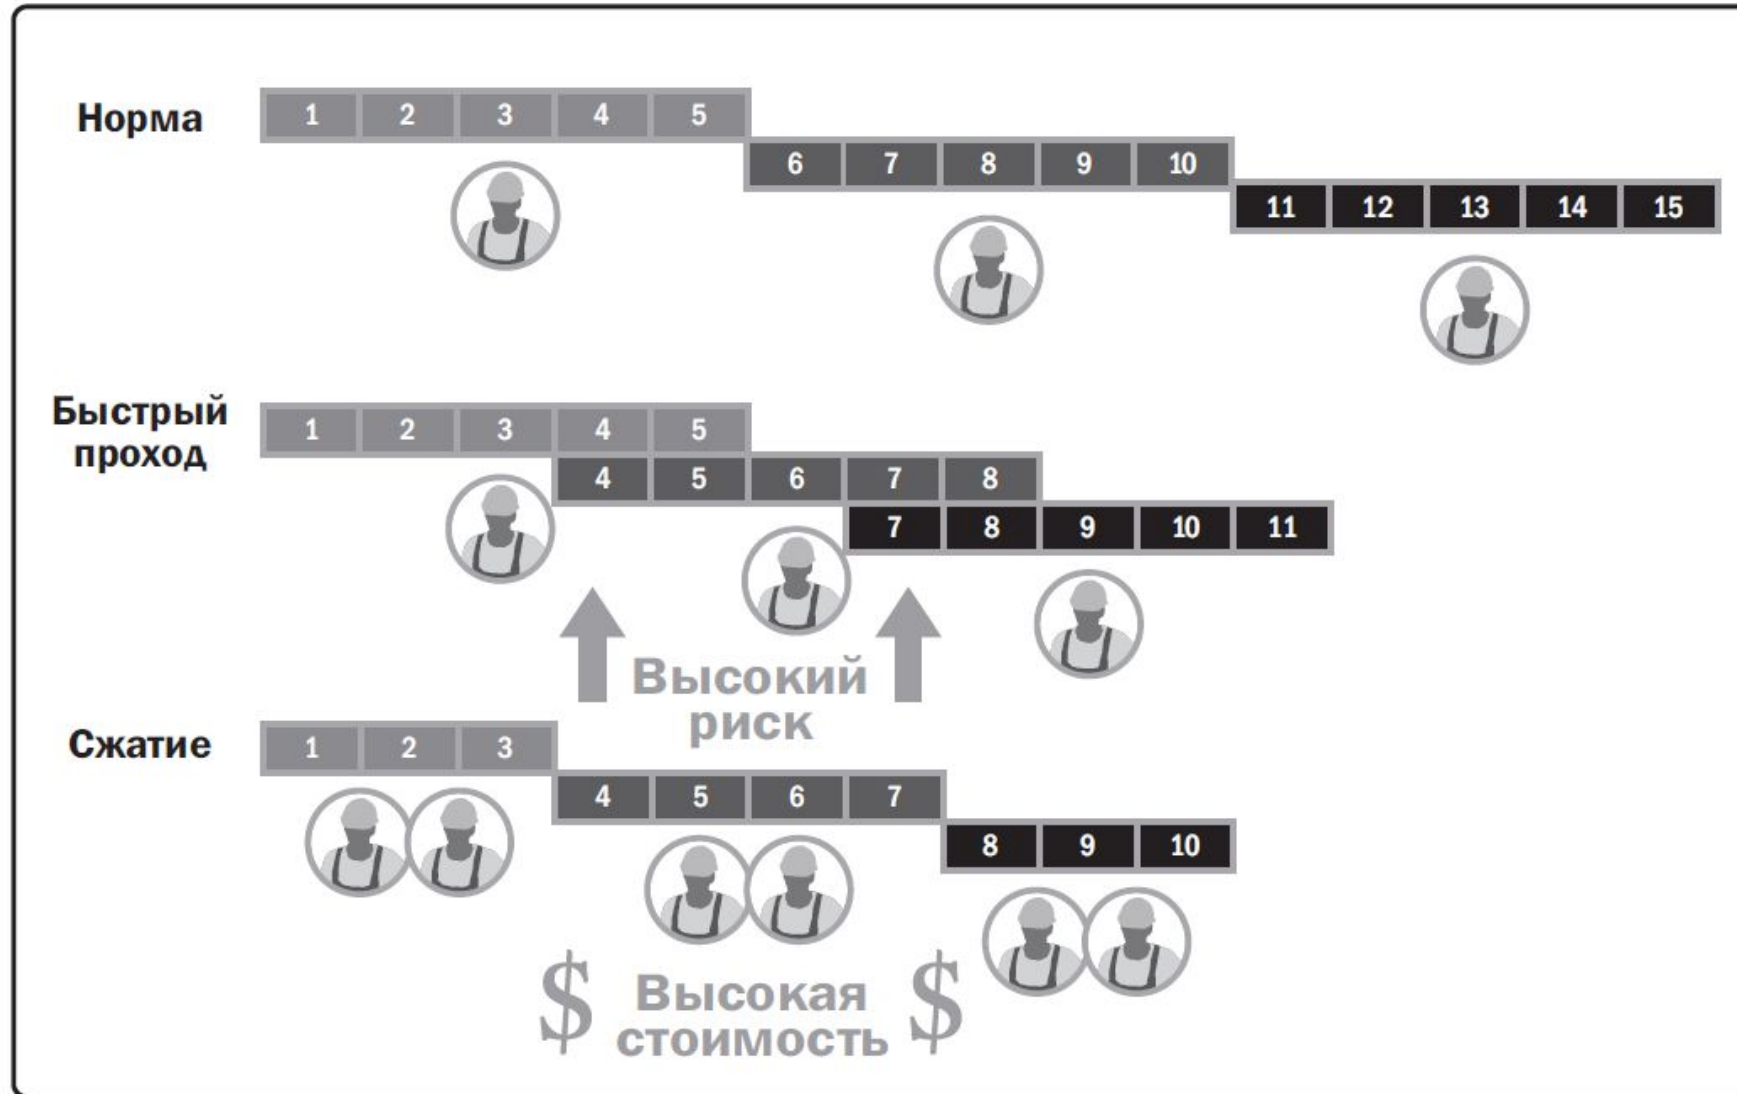 Норма
1 2 3 4 5
6 7 8 9 10
11 12 13 14 15
Быстрый
проход
1 2 3 4 5
4 5 6 7 8
7 8 9 10 11
Высокий
риск
Сжатие
1 2 3
4 5 6 7
8 9 10
$ Высокая $
стоимость